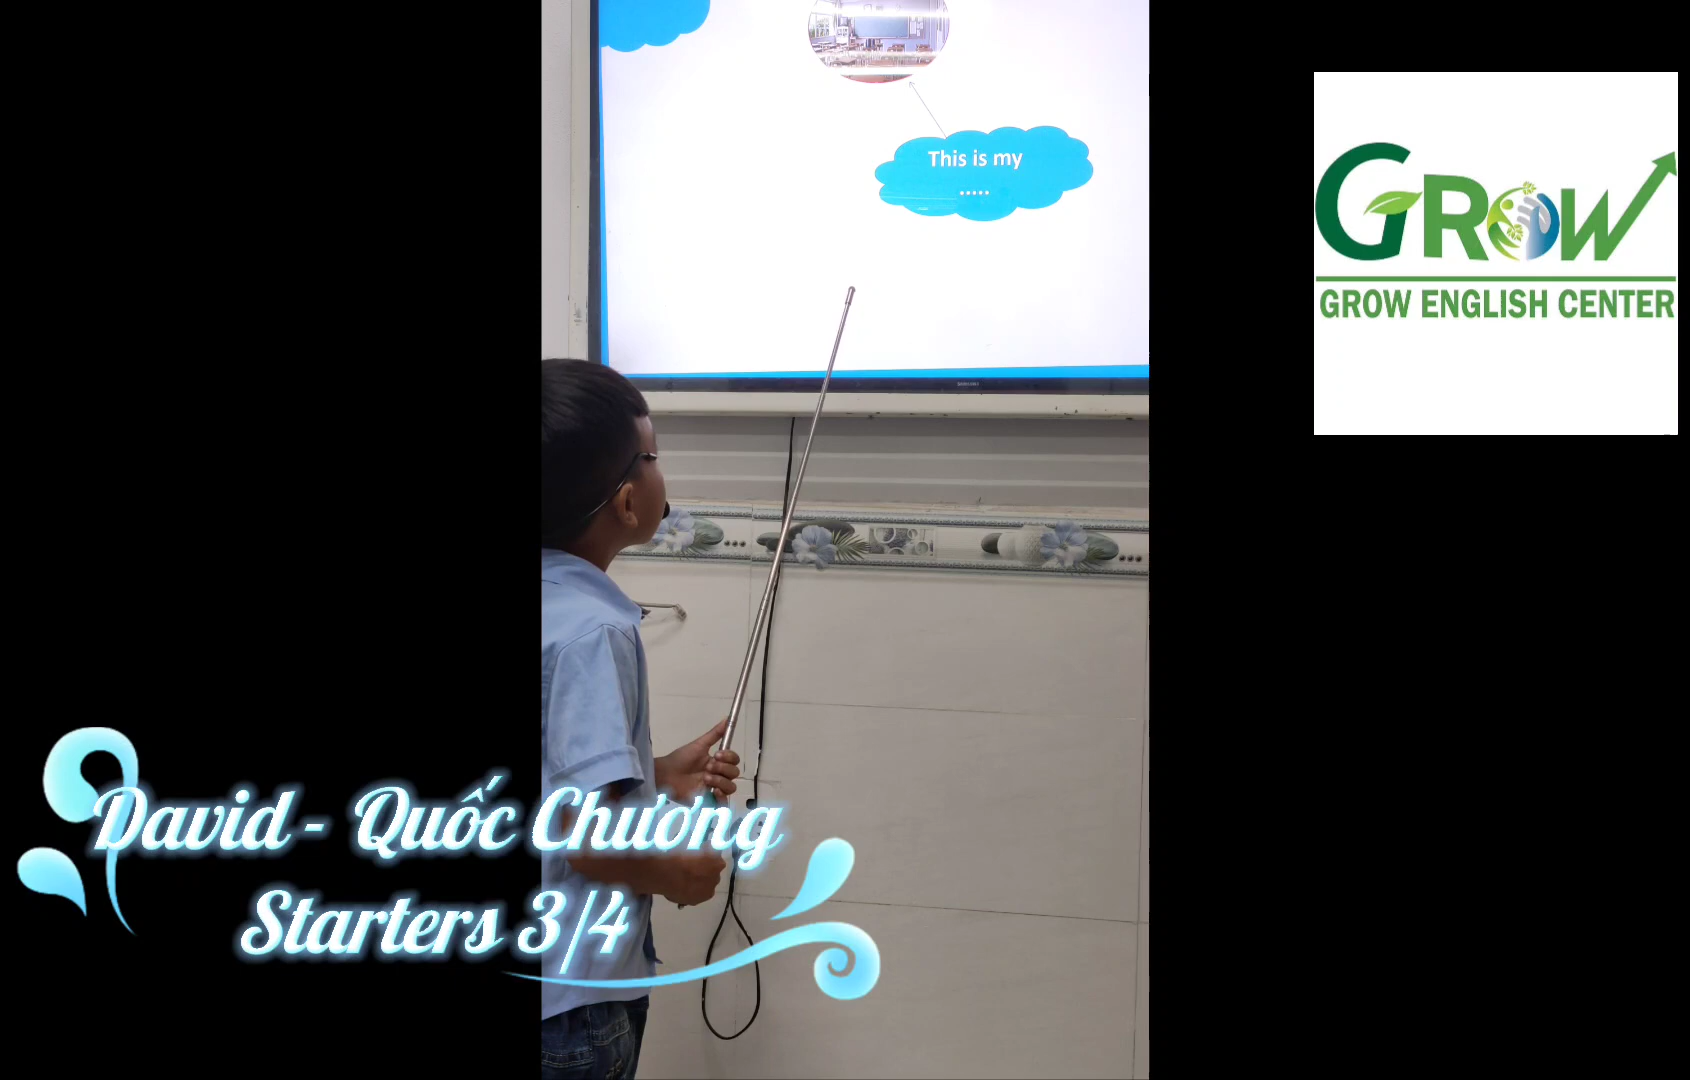 This is my
.....
GROW
GROW ENGLISH CENTER
David - Quốc Chương
Starters 3/4